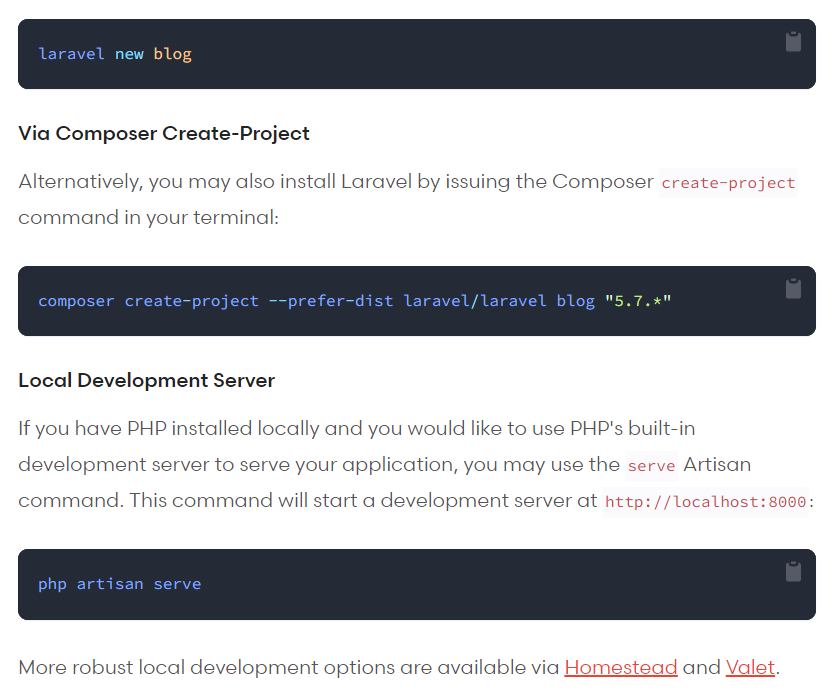 laravel new blog
Via Composer Create-Project
Alternatively, you may also install Laravel by issuing the Composer create-project
command in your terminal:
composer create-project --prefer-dist laravel/laravel blog "5.7.*"
Local Development Server
If you have PHP installed locally and you would like to use PHP's built-in
development server to serve your application, you may use the serve Artisan
command. This command will start a development server at http://localhost:8000:
php artisan serve
More robust local development options are available via Homestead and Valet.